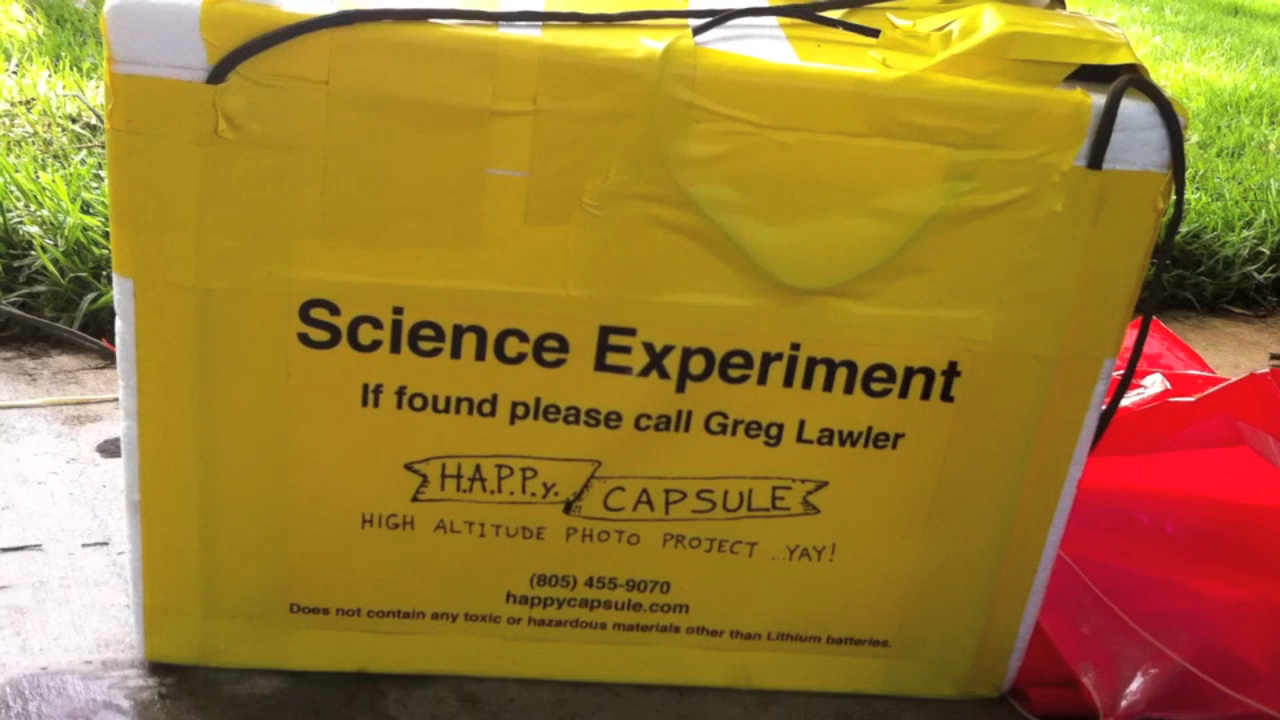 Science Experiment
If found please call Greg Lawler
H.A.P.P.y. CAPSULE
HIGH ALTITUDE PHOTO PROJECT ...YAY!
(805) 455-9070
happycapsule.com
Does not contain any toxic or hazardous materials other than Lithium batteries.